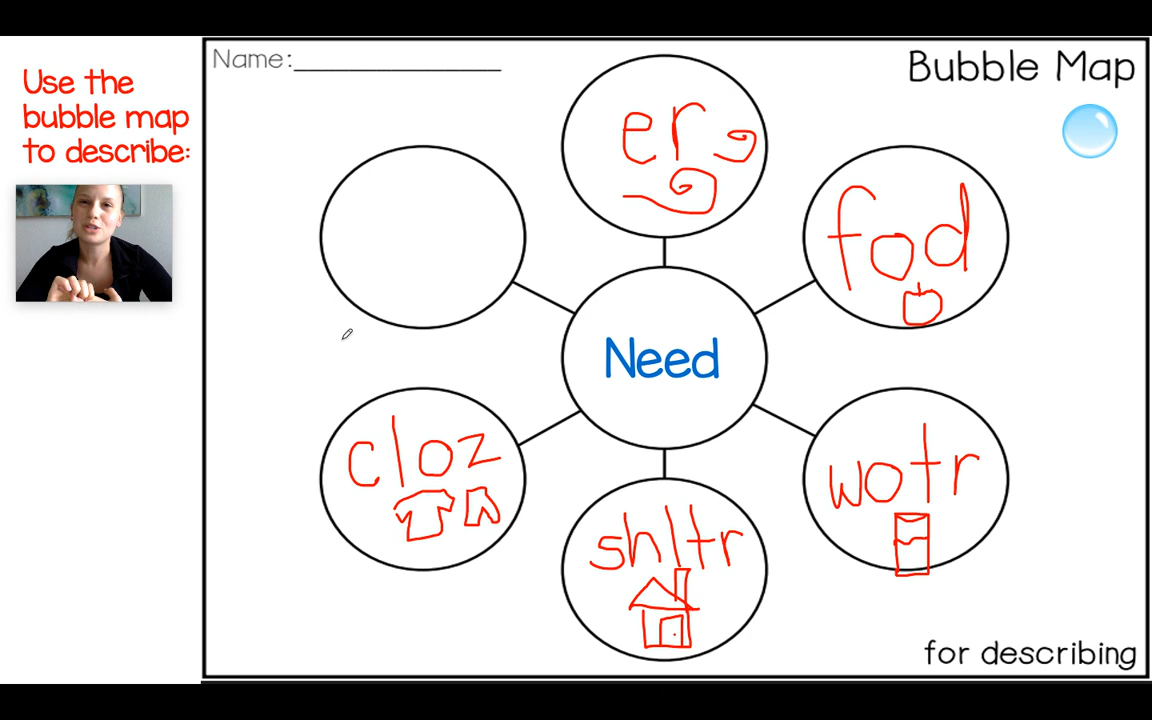 Use the
bubble map
to describe:
Name:
Bubble Map
er
fod
Need
wotr
shltr
cloz
for describing